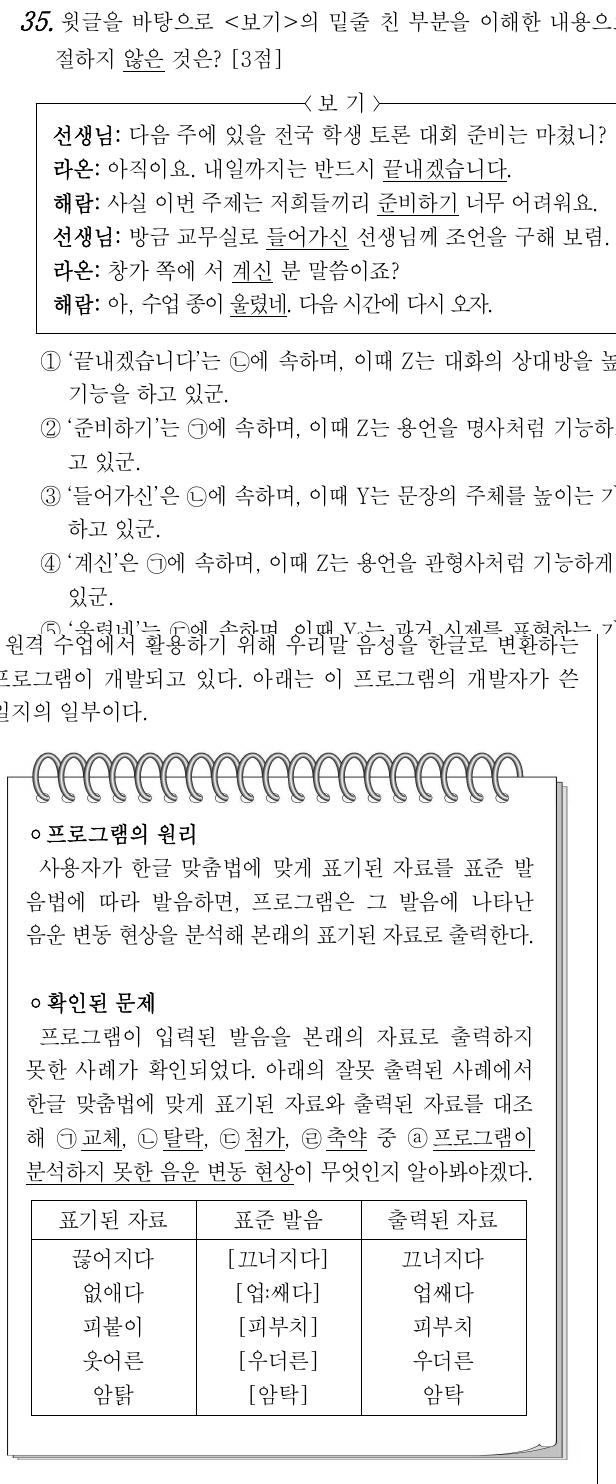 35. 윗글을 바탕으로 <보기>의 밑줄 친 부분을 이해한 내용으
절하지 않은 것은? [3점]
〈보 기〉
선생님: 다음 주에 있을 전국 학생 토론 대회 준비는 마쳤니?
라온: 아직이요. 내일까지는 반드시 끝내겠습니다.
해람: 사실 이번 주제는 저희들끼리 준비하기 너무 어려워요.
선생님: 방금 교무실로 들어가신 선생님께 조언을 구해 보렴.
라온: 창가 쪽에 서 계신 분 말씀이죠?
해람: 아, 수업 종이 울렸네. 다음 시간에 다시 오자.
① ‘끝내겠습니다’는 ㉡에 속하며, 이때 Z는 대화의 상대방을 높
기능을 하고 있군.
② ‘준비하기’는 ㉠에 속하며, 이때 Z는 용언을 명사처럼 기능하
고 있군.
③ ‘들어가신’은 ㉡에 속하며, 이때 Y는 문장의 주체를 높이는 기
하고 있군.
④ ‘계신’은 ㉠에 속하며, 이때 Z는 용언을 관형사처럼 기능하게
있군.
⑤ ‘울렸네’는 ㉢에 속하며, 이때 Y 는 과거 시제를 표현하는 기
원격 수업에서 활용하기 위해 우리말 음성을 한글로 변환하는
프로그램이 개발되고 있다. 아래는 이 프로그램의 개발자가 쓴
일지의 일부이다.
○ 프로그램의 원리
사용자가 한글 맞춤법에 맞게 표기된 자료를 표준 발
음법에 따라 발음하면, 프로그램은 그 발음에 나타난
음운 변동 현상을 분석해 본래의 표기된 자료로 출력한다.
○ 확인된 문제
프로그램이 입력된 발음을 본래의 자료로 출력하지
못한 사례가 확인되었다. 아래의 잘못 출력된 사례에서
한글 맞춤법에 맞게 표기된 자료와 출력된 자료를 대조
해 ㉠교체, ㉡탈락, ㉢첨가, ㉣축약 중 ⓐ프로그램이
분석하지 못한 음운 변동 현상이 무엇인지 알아봐야겠다.
표기된 자료 표준 발음 출력된 자료
끊어지다 [끄너지다] 끄너지다
없애다 [업ː쌔다] 업쌔다
피붙이 [피부치] 피부치
웃어른 [우더른] 우더른
암탉 [암탁] 암탁